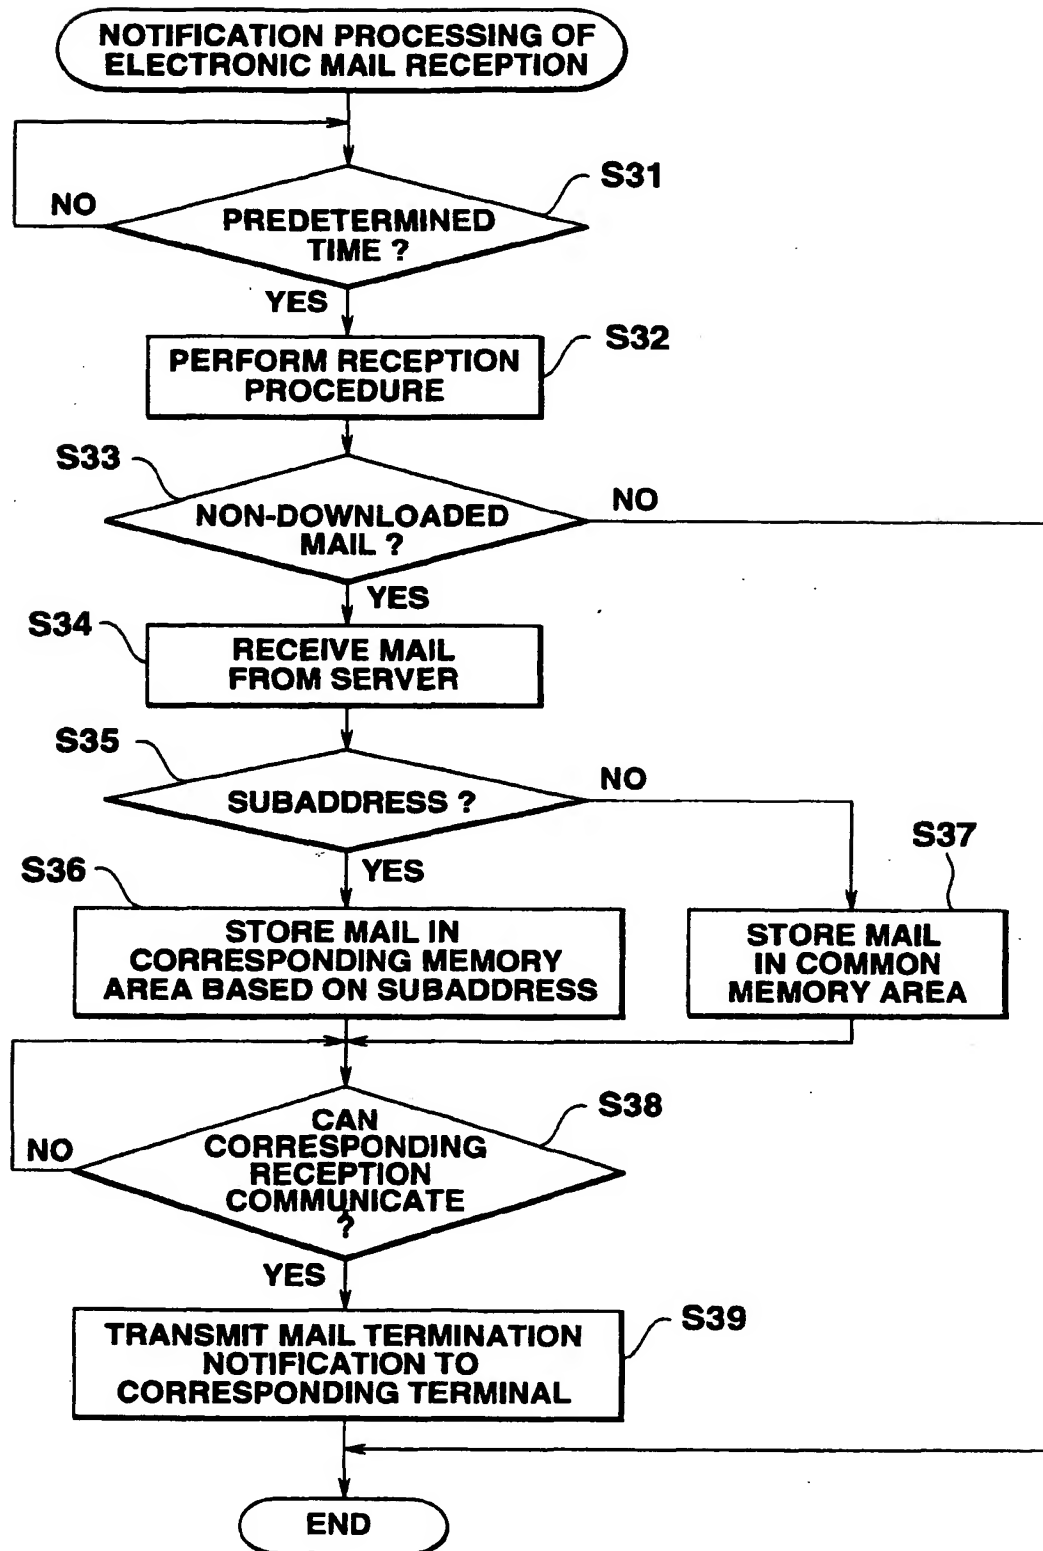 NOTIFICATION PROCESSING OF
ELECTRONIC MAIL RECEPTION
S31
NO
PREDETERMINED
TIME ?
YES
S32
PERFORM RECEPTION
PROCEDURE
S33
NO
NON-DOWNLOADED
MAIL ?
YES
S34
RECEIVE MAIL
FROM SERVER
S35
NO
SUBADDRESS ?
YES
S36
S37
STORE MAIL IN
CORRESPONDING MEMORY
AREA BASED ON SUBADDRESS
STORE MAIL
IN COMMON
MEMORY AREA
S38
NO
CAN
CORRESPONDING
RECEPTION
COMMUNICATE
?
YES
S39
TRANSMIT MAIL TERMINATION
NOTIFICATION TO
CORRESPONDING TERMINAL
END